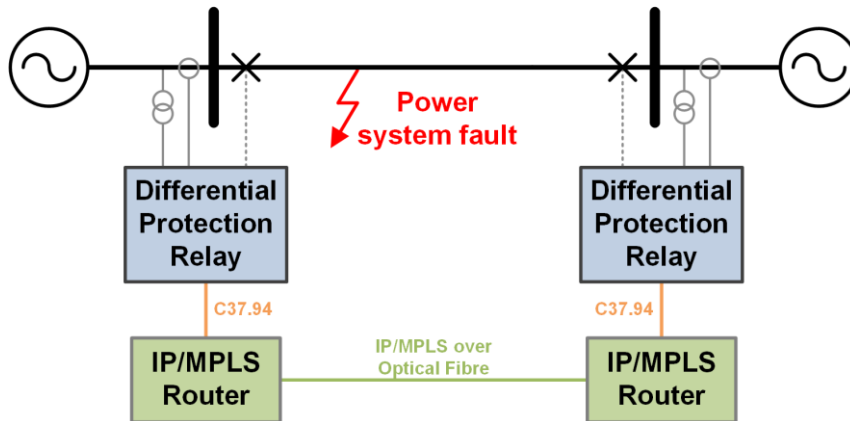 Power
system fault
Differential
Protection
Relay
Differential
Protection
Relay
C37.94
C37.94
IP/MPLS
Router
IP/MPLS over
Optical Fibre
IP/MPLS
Router